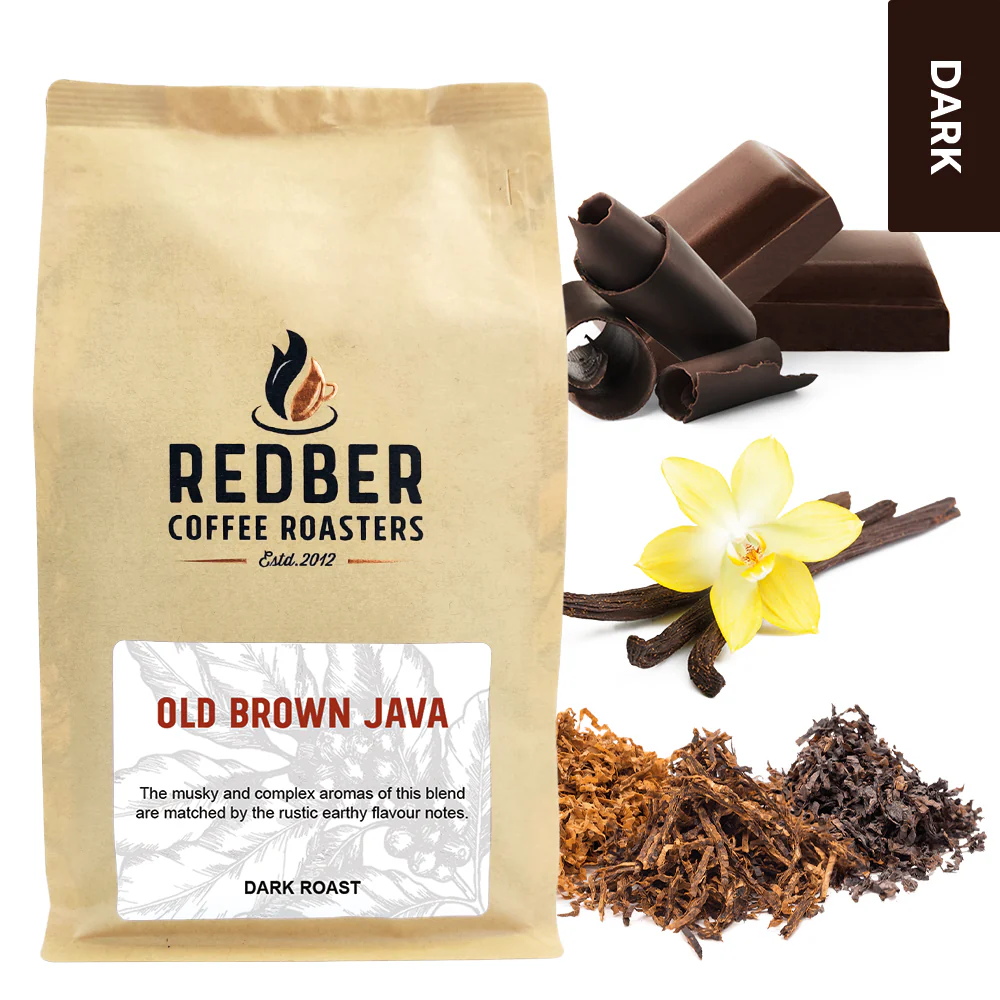 DARK
REDBER
COFFEE ROASTERS
Estd.2012
OLD BROWN JAVA
The musky and complex aromas of this blend
are matched by the rustic earthy flavour notes.
DARK ROAST